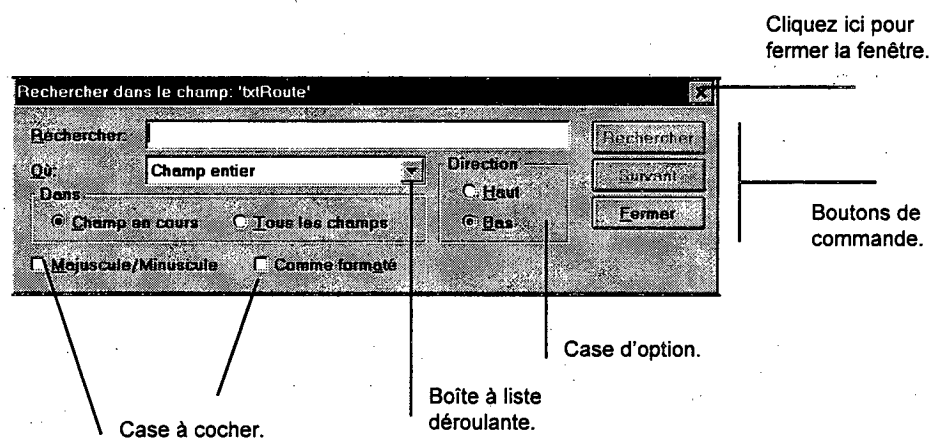 Cliquez ici pour
fermer la fenêtre.
Rechercher dans le champ: 'txtRoute'
Rechercher:
Rechercher
Où:
Champ entier
Direction
Suivant
Haut
Dans
Fermer
Champ en cours
Tous les champs
Bas
Boutons de
commande.
Majuscule/Minuscule
Comme formaté
Case d'option.
Boîte à liste
déroulante.
Case à cocher.